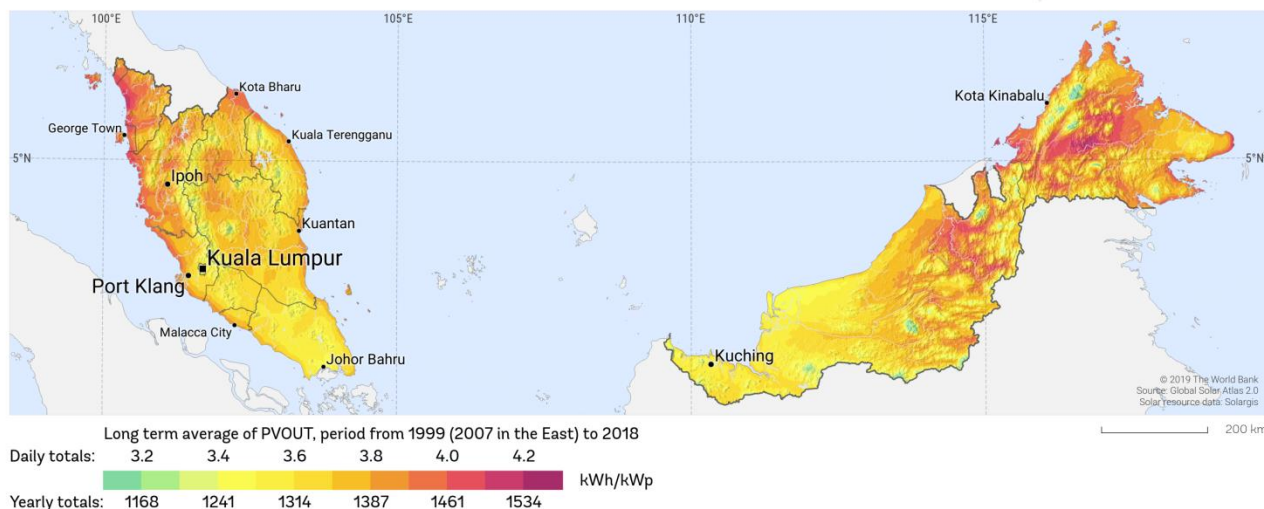 100°E
105°E
110°E
115°E
Kota Bharu
George Town
Kuala Terengganu
Kota Kinabalu
5°N
5°N
Ipoh
Kuantan
Kuala Lumpur
Port Klang
Malacca City
Johor Bahru
Kuching
© 2019 The World Bank
Source: Global Solar Atlas 2.0
Solar resource data: Solargis
200 km
Long term average of PVOUT, period from 1999 (2007 in the East) to 2018
Daily totals: 3.2 3.4 3.6 3.8 4.0 4.2
kWh/kWp
Yearly totals: 1168 1241 1314 1387 1461 1534